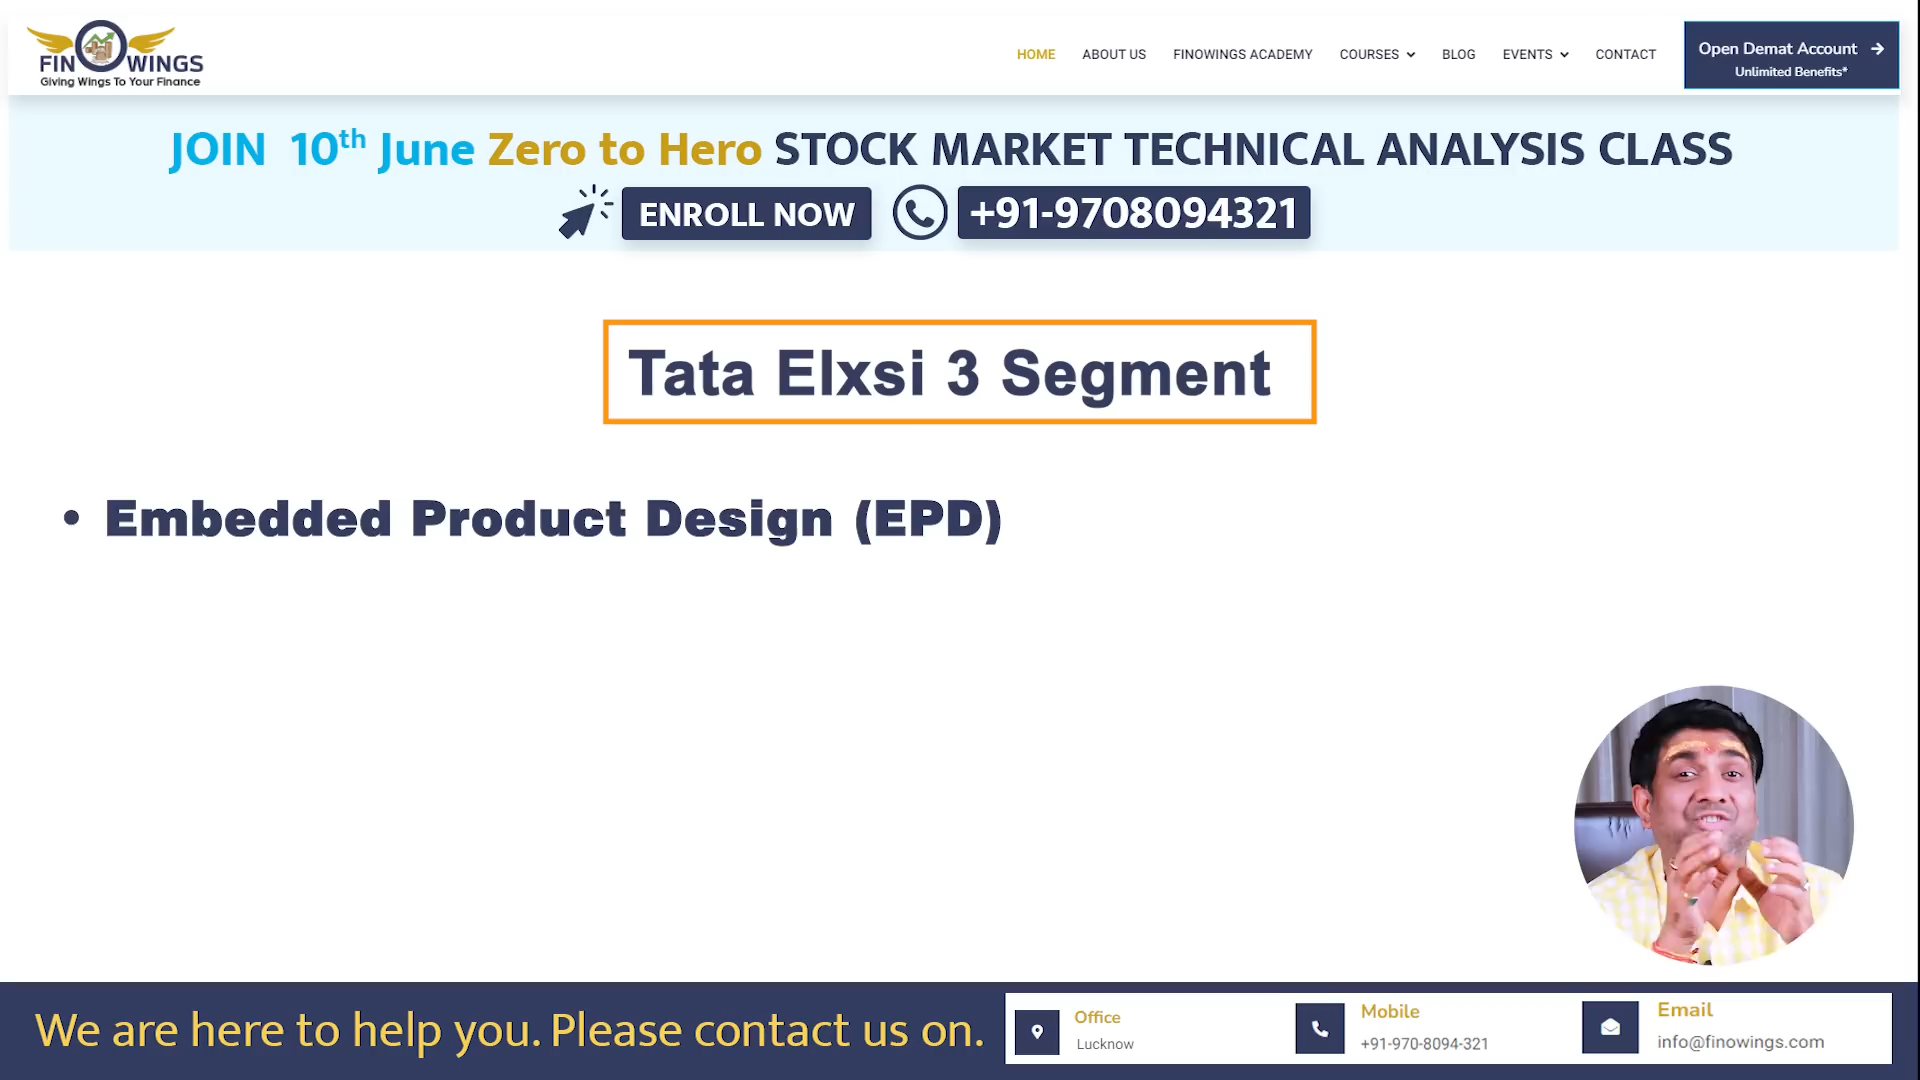 FINOWINGS
Giving Wings To Your Finance
HOME ABOUT US FINOWINGS ACADEMY COURSES BLOG EVENTS CONTACT
Open Demat Account
Unlimited Benefits*
JOIN 10th June Zero to Hero STOCK MARKET TECHNICAL ANALYSIS CLASS
ENROLL NOW +91-9708094321
Tata Elxsi 3 Segment
• Embedded Product Design (EPD)
We are here to help you. Please contact us on.
Office
Lucknow
Mobile
+91-970-8094-321
Email
info@finowings.com